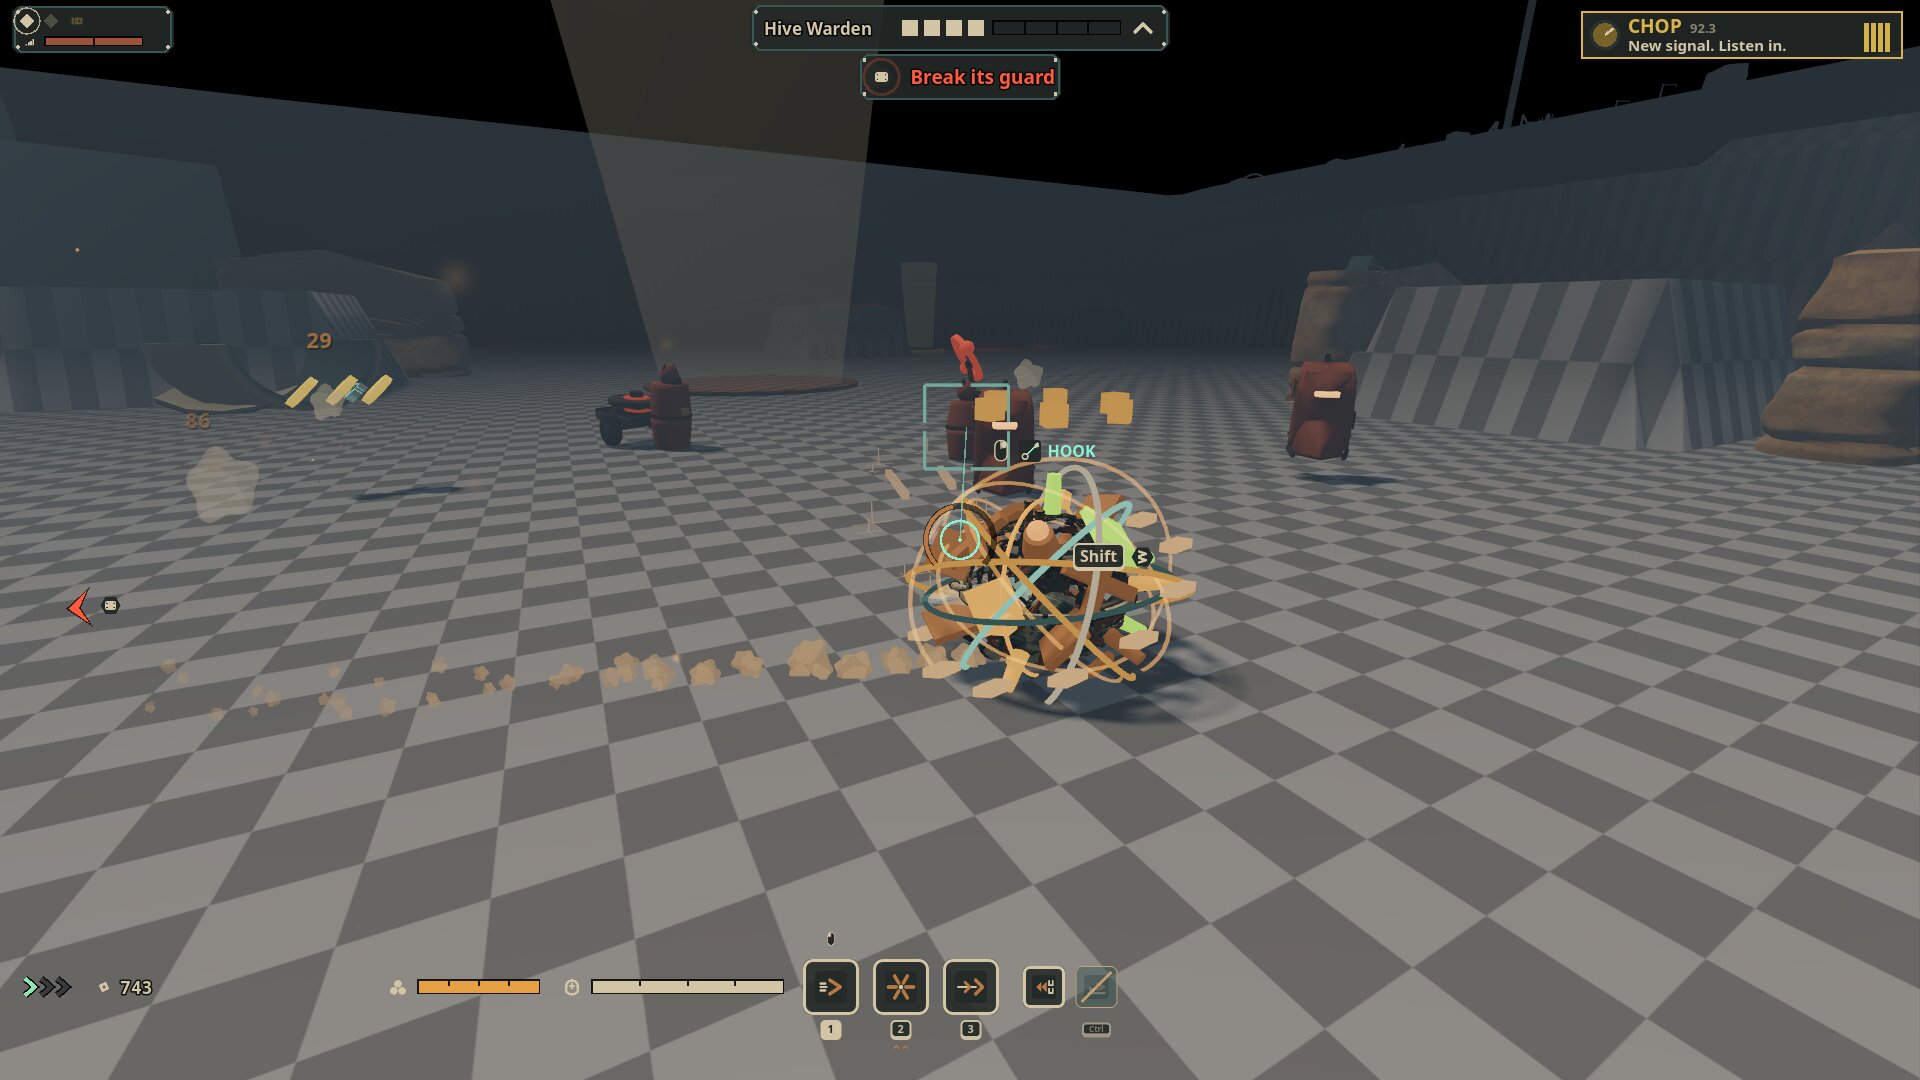 Hive Warden
Break its guard
CHOP 92.3
New signal. Listen in.
29
86
HOOK
Shift
743
1
2
3
Ctrl